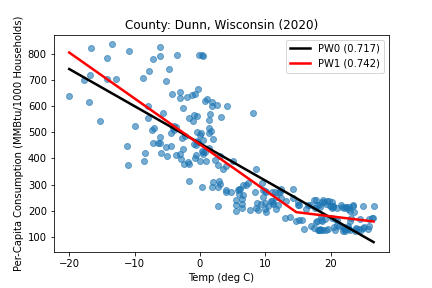 County: Dunn, Wisconsin (2020)
PW0 (0.717)
PW1 (0.742)
Per-Capita Consumption (MMBtu/1000 Households)
800
700
600
500
400
300
200
100
−20
−10
0
10
20
Temp (deg C)